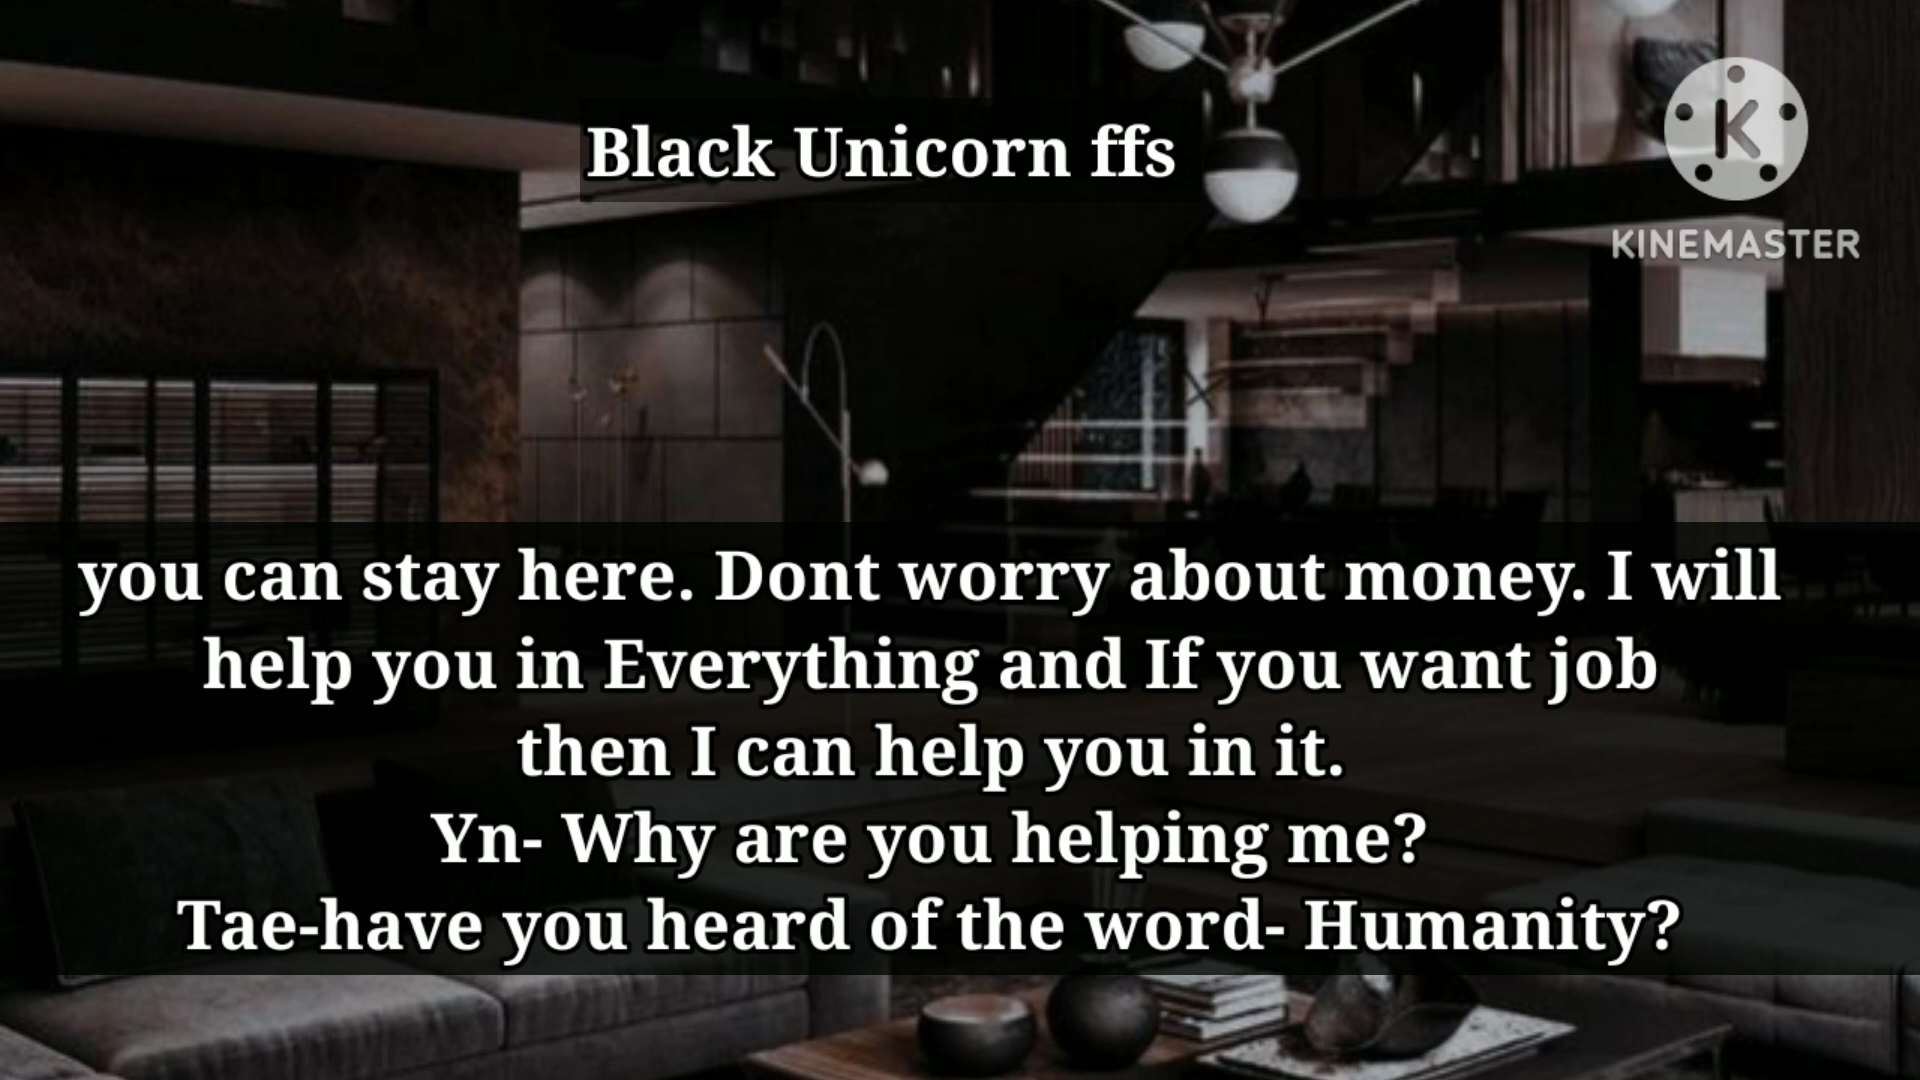 Black Unicorn ffs
K
KINEMASTER
you can stay here. Dont worry about money. I will
help you in Everything and If you want job
then I can help you in it.
Yn- Why are you helping me?
Tae-have you heard of the word- Humanity?